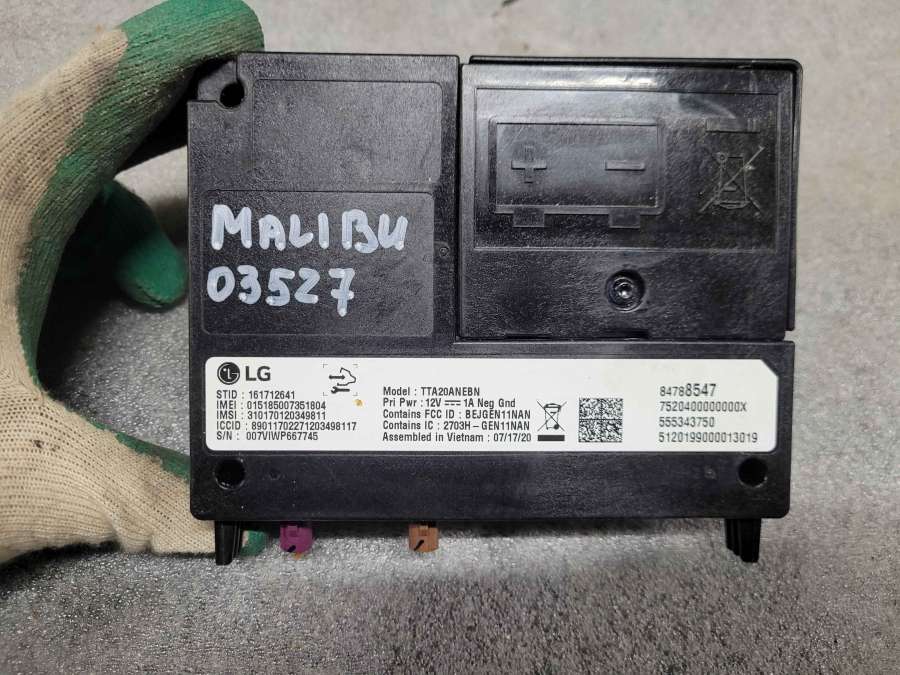 MALIBU
03527
LG
STID : 161712641
IMEI : 015185007351804
IMSI : 310170120349811
ICCID : 89011702271203498117
S/N : 007VIWP667745
Model : TTA20ANEBN
Pri Pwr : 12V ⎓ 1A Neg Gnd
Contains FCC ID : BEJGEN11NAN
Contains IC : 2703H-GEN11NAN
Assembled in Vietnam : 07/17/20
84788547
7520400000000X
555343750
5120199000013019